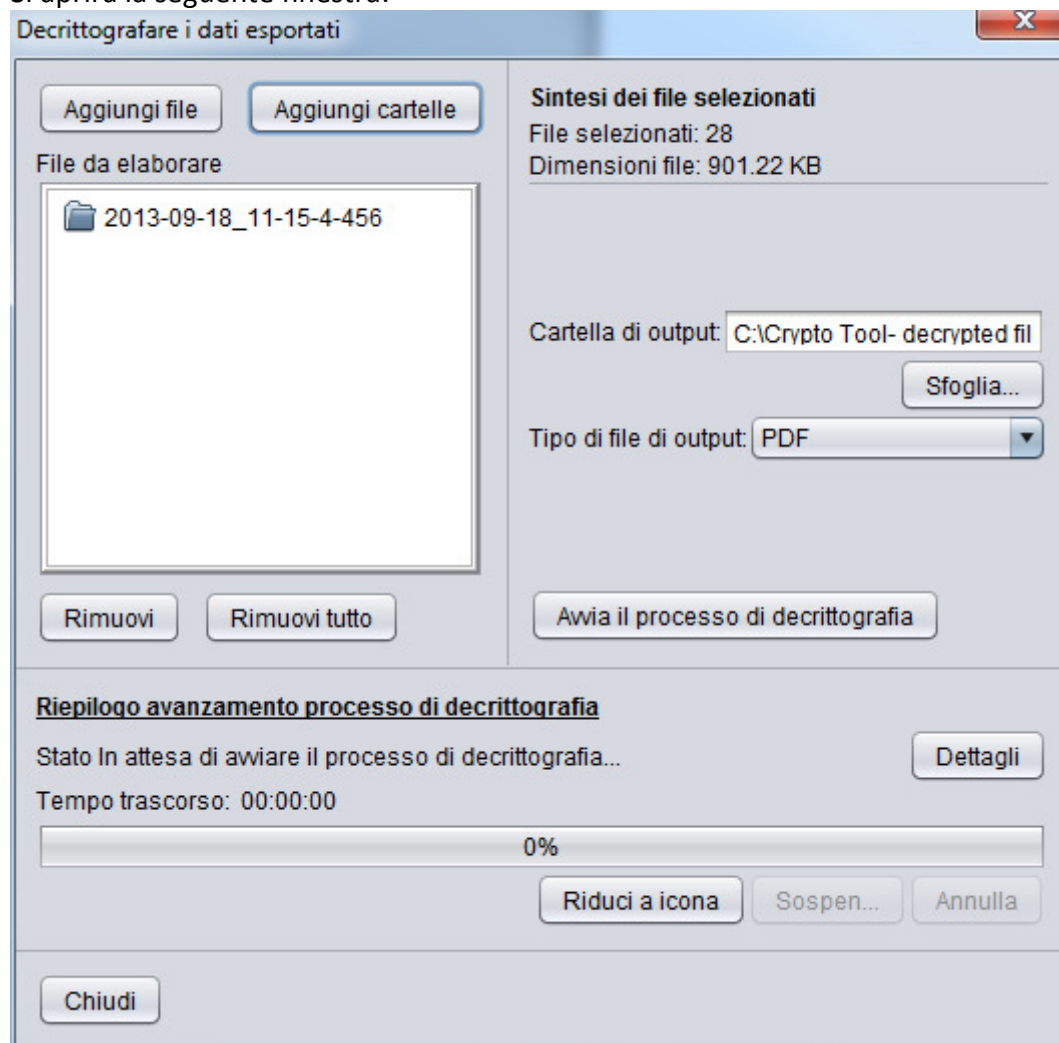 Si aprirà la seguente finestra:
Decrittografare i dati esportati
Aggiungi file
Aggiungi cartelle
File da elaborare
2013-09-18_11-15-4-456
Rimuovi
Rimuovi tutto
Sintesi dei file selezionati
File selezionati: 28
Dimensioni file: 901.22 KB
Cartella di output: C:\Crypto Tool- decrypted fil
Sfoglia...
Tipo di file di output: PDF
Avvia il processo di decrittografia
Riepilogo avanzamento processo di decrittografia
Stato In attesa di avviare il processo di decrittografia...
Dettagli
Tempo trascorso: 00:00:00
0%
Riduci a icona
Sospen...
Annulla
Chiudi